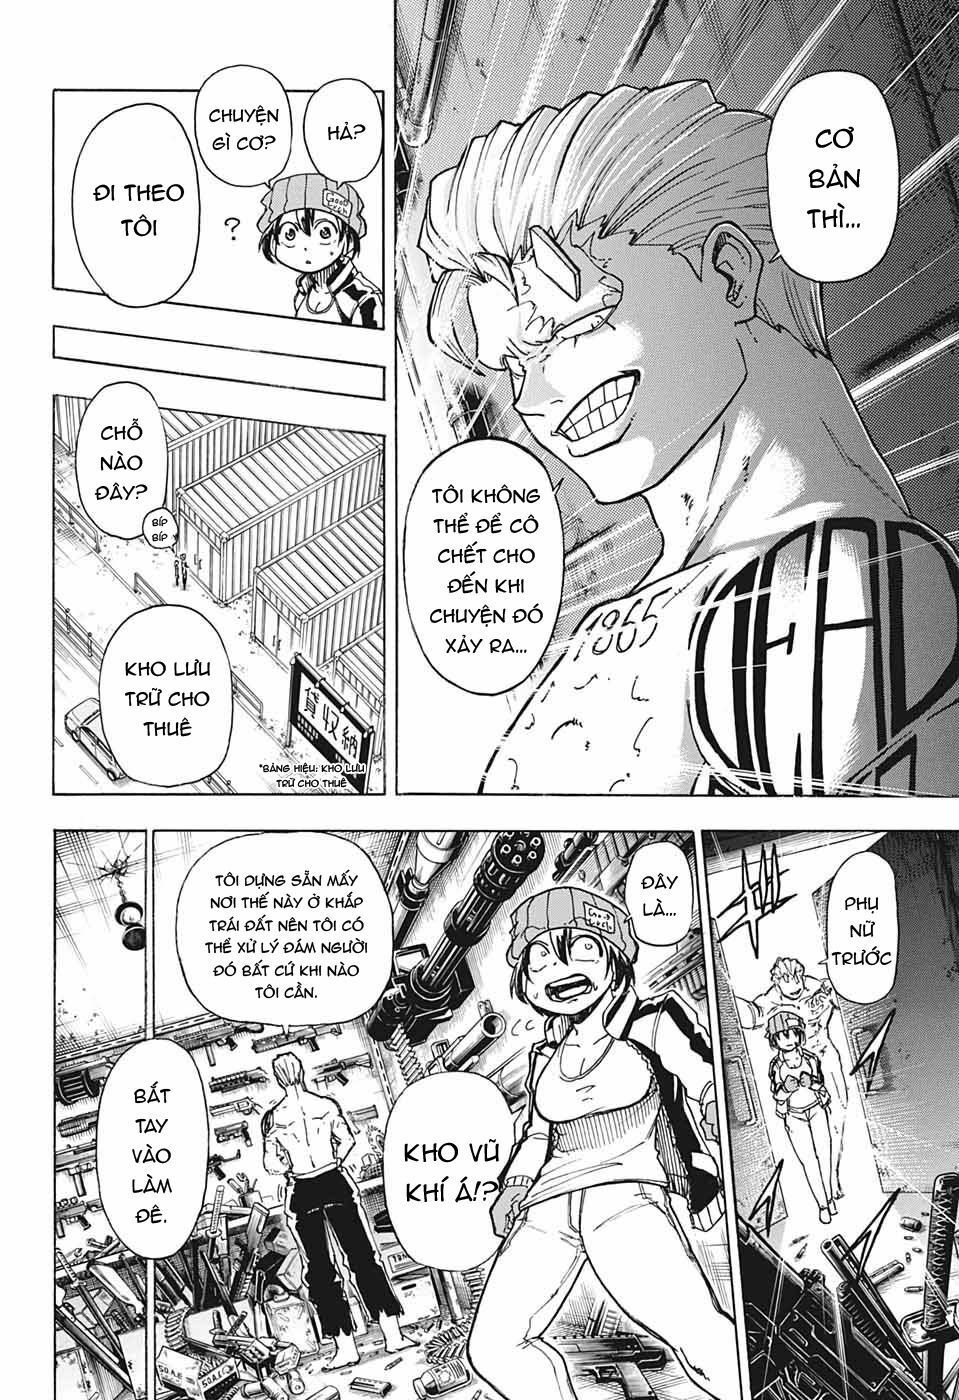 CƠ
BẢN
THÌ...
TÔI KHÔNG
THỂ ĐỂ CÔ
CHẾT CHO
ĐẾN KHI
CHUYỆN ĐÓ
XẢY RA...
1865
DEAD
HẢ?
CHUYỆN
GÌ CƠ?
?
ĐI THEO
TÔI
CHỖ
NÀO
ĐÂY?
BÍP
BÍP
KHO LƯU
TRỮ CHO
THUÊ
貸収納
*BẢNG HIỆU: KHO LƯU
TRỮ CHO THUÊ
PHỤ
NỮ
TRƯỚC
ĐÂY
LÀ...
KHO VŨ
KHÍ Á!?
TÔI DỰNG SẴN MẤY
NƠI THẾ NÀY Ở KHẮP
TRÁI ĐẤT NÊN TÔI CÓ
THỂ XỬ LÝ ĐÁM NGƯỜI
ĐÓ BẤT CỨ KHI NÀO
TÔI CẦN.
BẮT
TAY
VÀO
LÀM
ĐÊ.